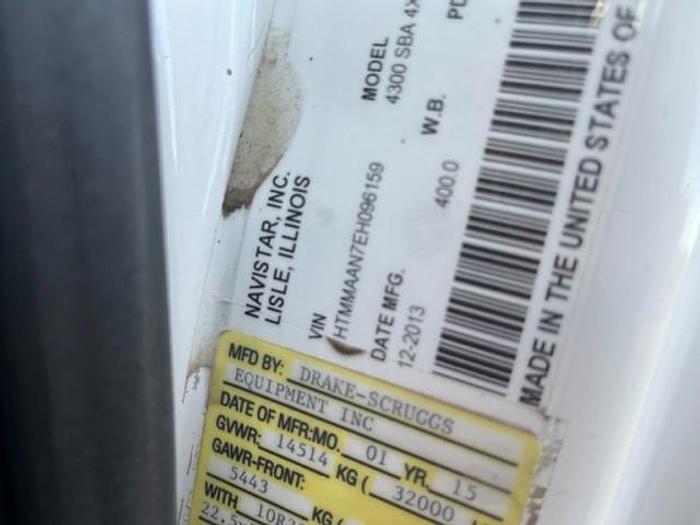 NAVISTAR, INC.
LISLE, ILLINOIS
MODEL
4300 SBA 4X
VIN
HTMMAAN7EH096159
DATE MFG.
12-2013
W.B.
400.0
MADE IN THE UNITED STATES OF
MFD BY: DRAKE-SCRUGGS
EQUIPMENT INC
DATE OF MFR:MO. 01 YR. 15
GVWR: 14514 KG ( 32000
GAWR-FRONT:
5443 KG (
WITH